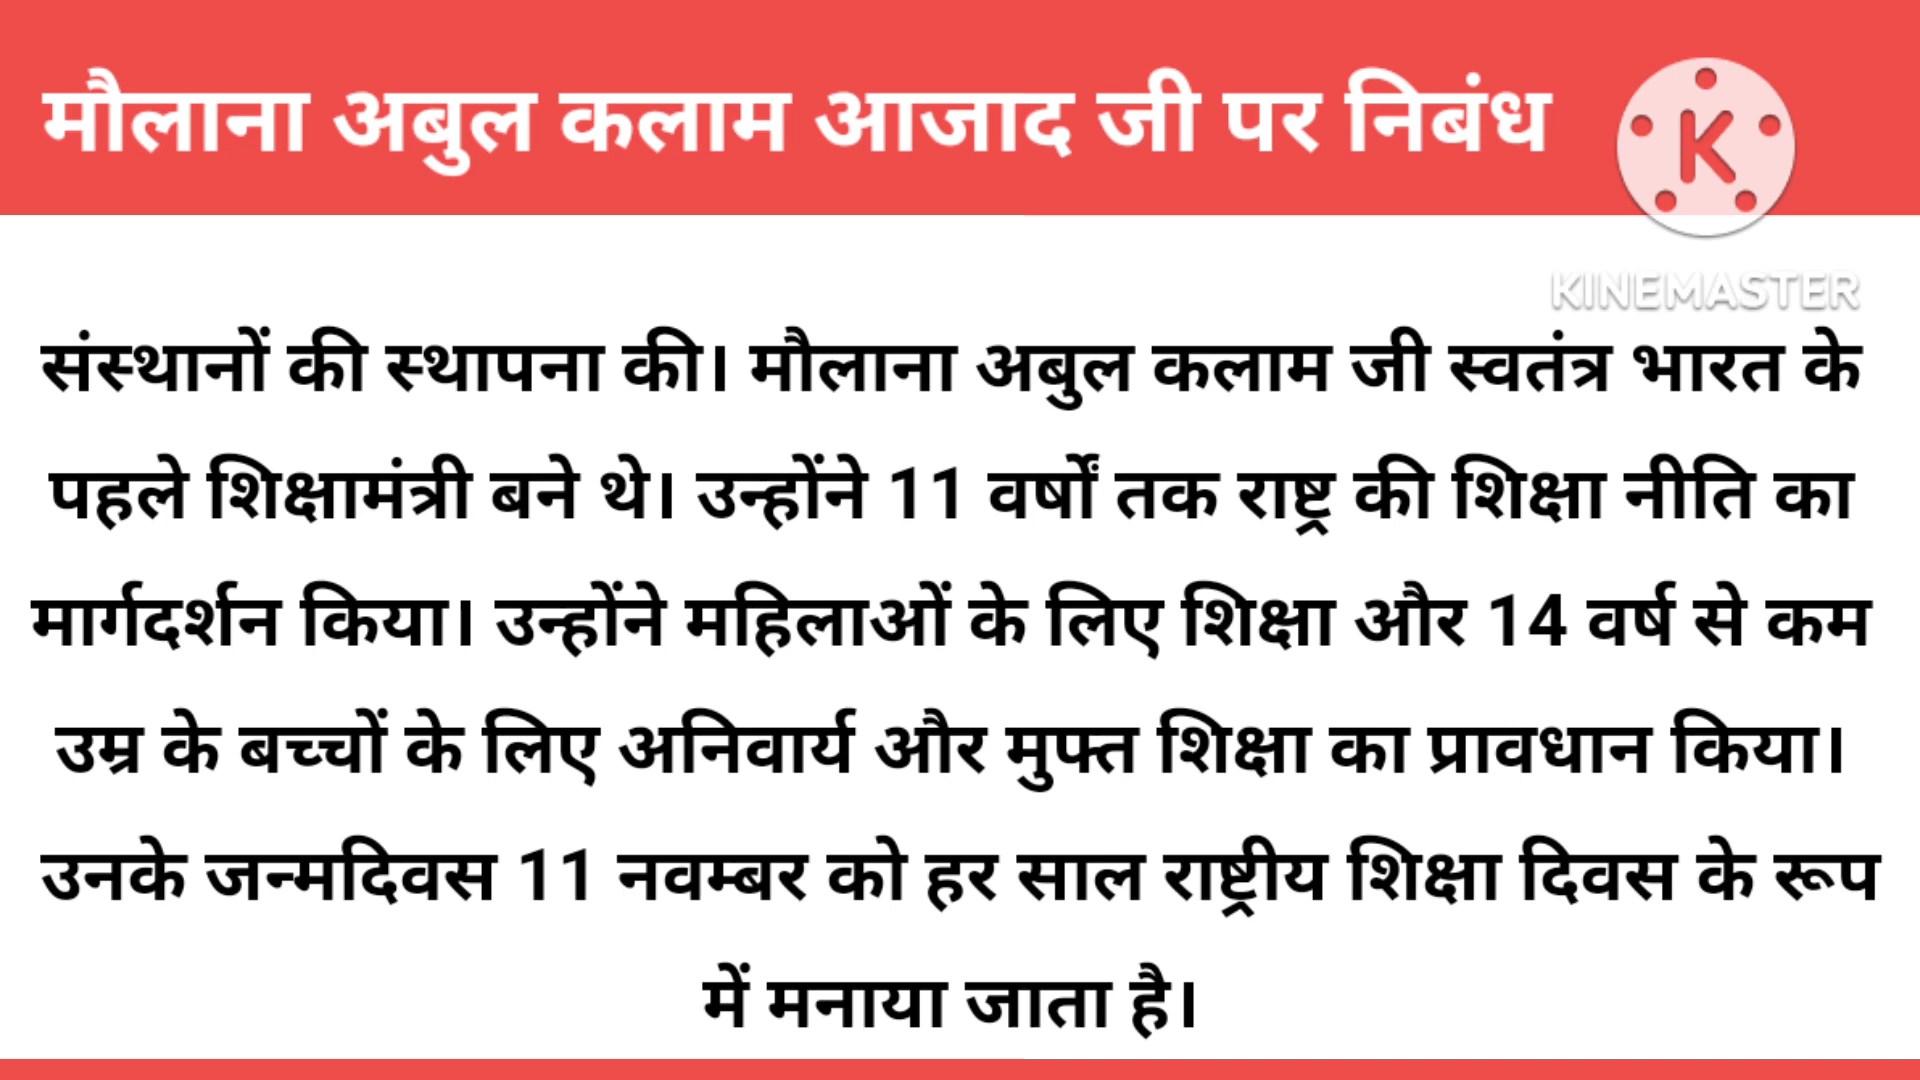 मौलाना अबुल कलाम आजाद जी पर निबंध
K
KINEMASTER
संस्थानों की स्थापना की। मौलाना अबुल कलाम जी स्वतंत्र भारत के
पहले शिक्षामंत्री बने थे। उन्होंने 11 वर्षों तक राष्ट्र की शिक्षा नीति का
मार्गदर्शन किया। उन्होंने महिलाओं के लिए शिक्षा और 14 वर्ष से कम
उम्र के बच्चों के लिए अनिवार्य और मुफ्त शिक्षा का प्रावधान किया।
उनके जन्मदिवस 11 नवम्बर को हर साल राष्ट्रीय शिक्षा दिवस के रूप
में मनाया जाता है।